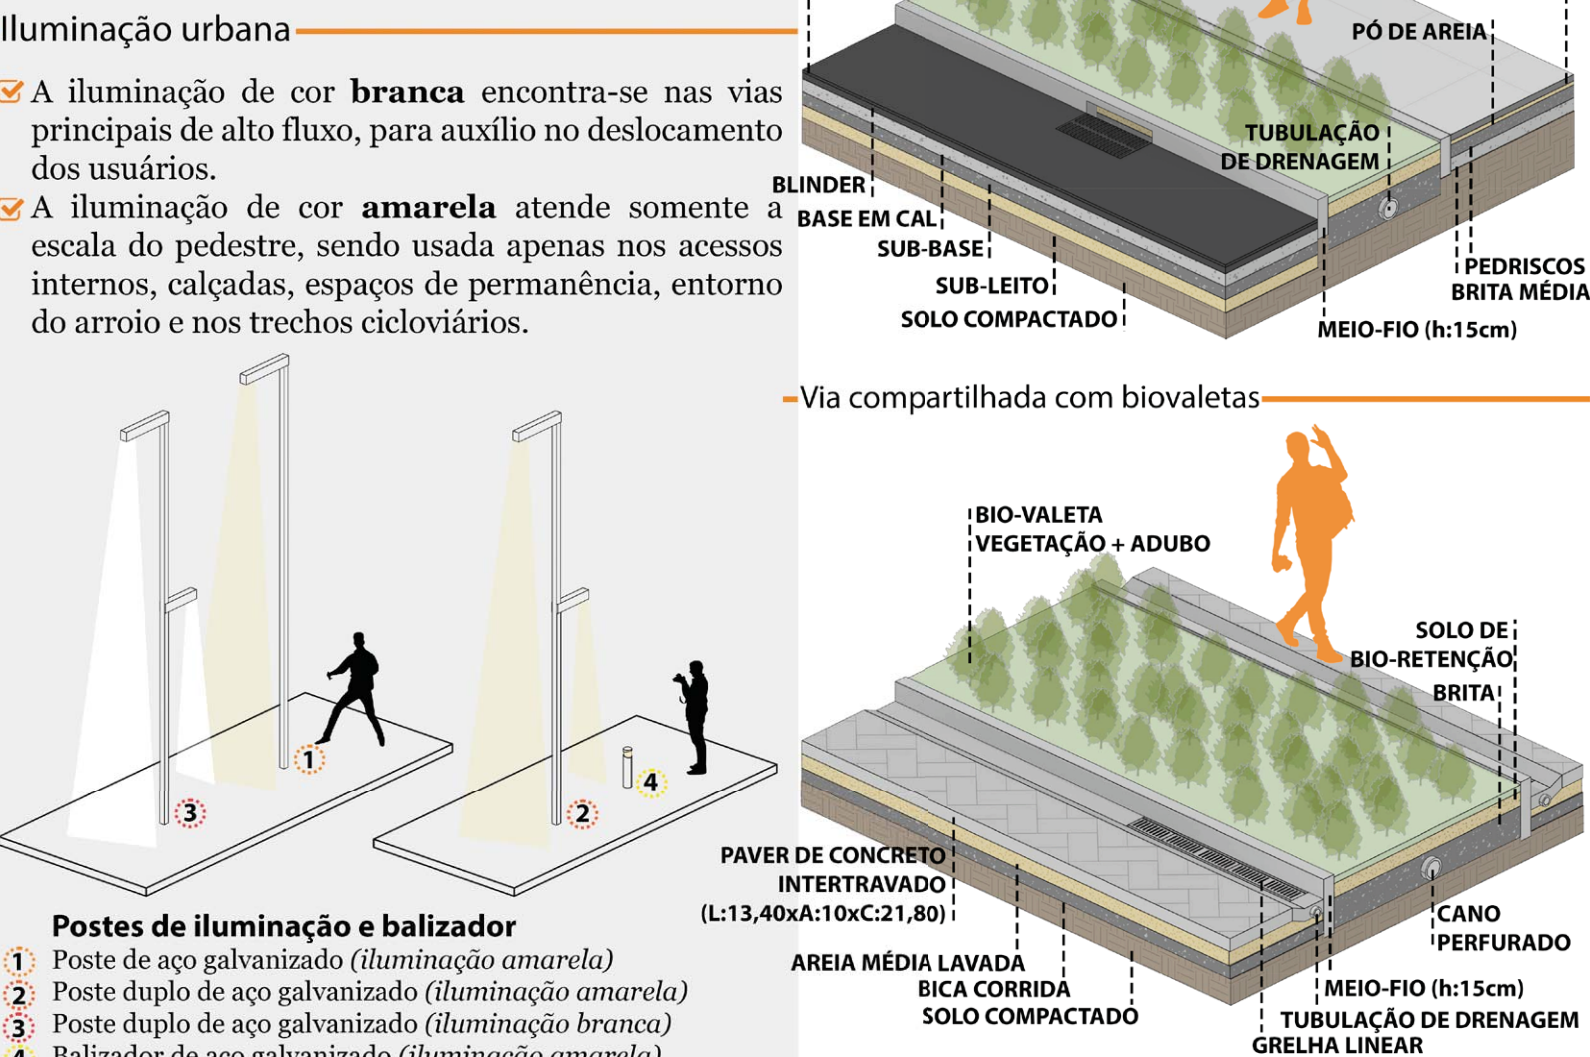 Iluminação urbana
A iluminação de cor branca encontra-se nas vias
principais de alto fluxo, para auxílio no deslocamento
dos usuários.
A iluminação de cor amarela atende somente a
escala do pedestre, sendo usada apenas nos acessos
internos, calçadas, espaços de permanência, entorno
do arroio e nos trechos cicloviários.
1
3
2
4
Postes de iluminação e balizador
1 Poste de aço galvanizado (iluminação amarela)
2 Poste duplo de aço galvanizado (iluminação amarela)
3 Poste duplo de aço galvanizado (iluminação branca)
4 Balizador de aço galvanizado (iluminação amarela)
PÓ DE AREIA
TUBULAÇÃO
DE DRENAGEM
BLINDER
BASE EM CAL
SUB-BASE
SUB-LEITO
SOLO COMPACTADO
PEDRISCOS
BRITA MÉDIA
MEIO-FIO (h:15cm)
Via compartilhada com biovaletas
BIO-VALETA
VEGETAÇÃO + ADUBO
SOLO DE
BIO-RETENÇÃO
BRITA
PAVER DE CONCRETO
INTERTRAVADO
(L:13,40xA:10xC:21,80)
AREIA MÉDIA LAVADA
BICA CORRIDA
SOLO COMPACTADO
CANO
PERFURADO
MEIO-FIO (h:15cm)
TUBULAÇÃO DE DRENAGEM
GRELHA LINEAR